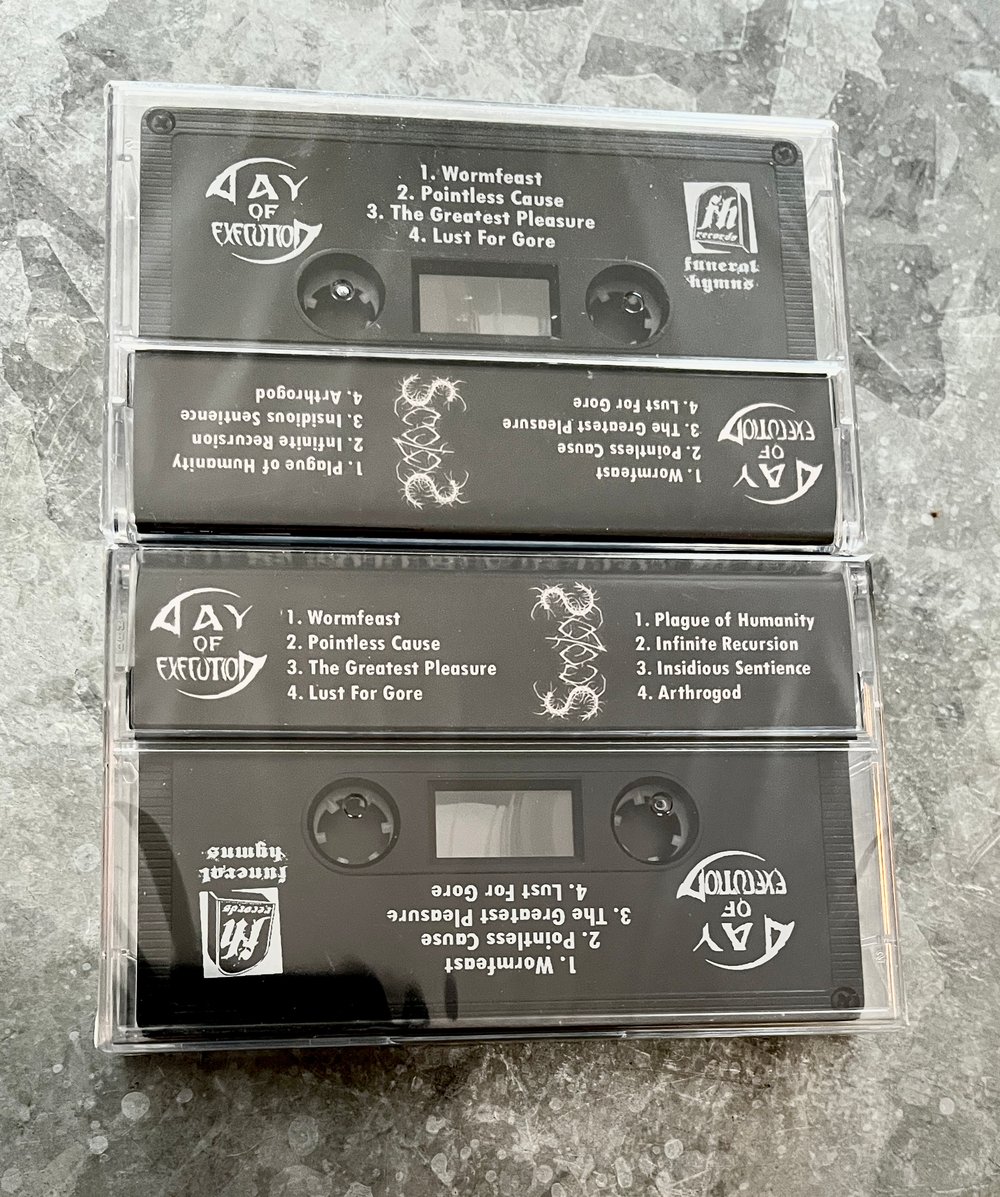 DAY
OF
EXECUTION
1. Wormfeast
2. Pointless Cause
3. The Greatest Pleasure
4. Lust For Gore
fh
records
funeral
hymns
1. Plague of Humanity
2. Infinite Recursion
3. Insidious Sentience
4. Arthrogod
1. Wormfeast
2. Pointless Cause
3. The Greatest Pleasure
4. Lust For Gore
DAY
OF
EXECUTION
DAY
OF
EXECUTION
1. Wormfeast
2. Pointless Cause
3. The Greatest Pleasure
4. Lust For Gore
1. Plague of Humanity
2. Infinite Recursion
3. Insidious Sentience
4. Arthrogod
DAY
OF
EXECUTION
1. Wormfeast
2. Pointless Cause
3. The Greatest Pleasure
4. Lust For Gore
fh
records
funeral
hymns